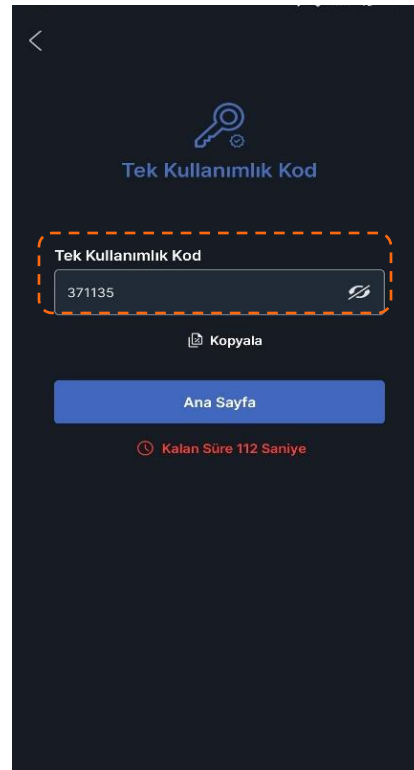 Tek Kullanımlık Kod
Tek Kullanımlık Kod
371135
Kopyala
Ana Sayfa
Kalan Süre 112 Saniye